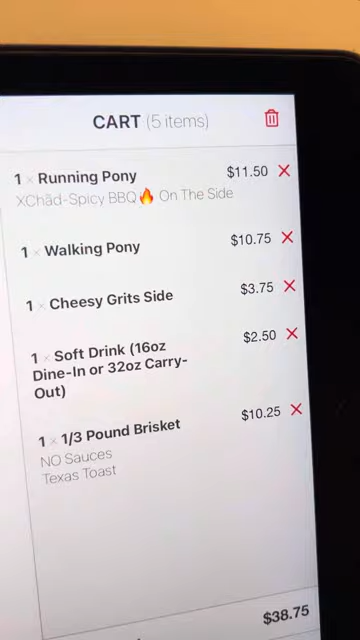 CART (5 items)
1 × Running Pony $11.50 ×
XChãd-Spicy BBQ🔥 On The Side
1 × Walking Pony $10.75 ×
1 × Cheesy Grits Side $3.75 ×
1 × Soft Drink (16oz $2.50 ×
Dine-In or 32oz Carry-
Out)
1 × 1/3 Pound Brisket $10.25 ×
NO Sauces
Texas Toast
$38.75